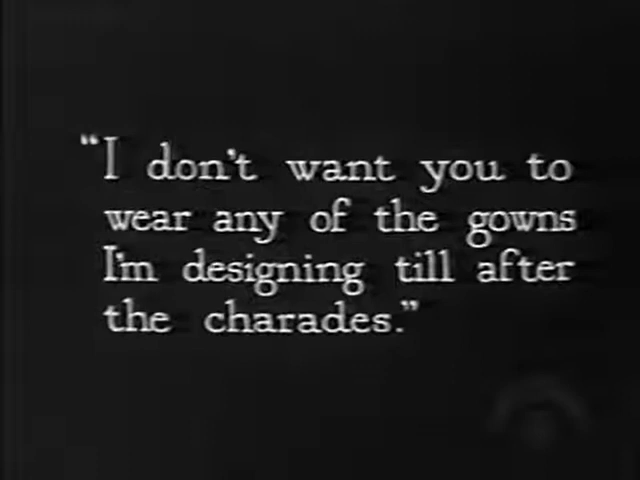 “I don't want you to
wear any of the gowns
I'm designing till after
the charades.”